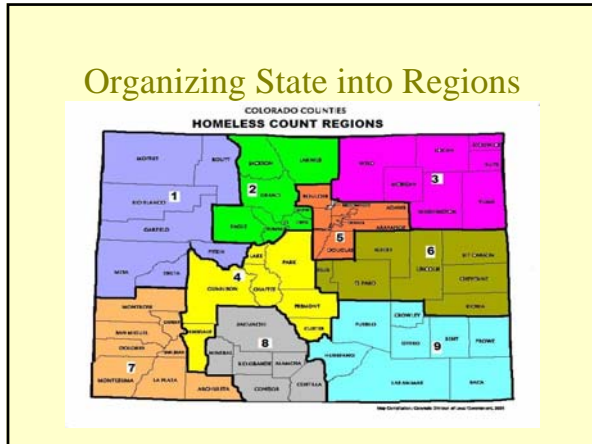 Organizing State into Regions
COLORADO COUNTIES
HOMELESS COUNT REGIONS
MOFFAT
ROUTT
JACKSON
LARIMER
WELD
LOGAN
SEDGWICK
RIO BLANCO
GRAND
MORGAN
YUMA
1
2
3
BOULDER
ADAMS
WASHINGTON
GARFIELD
EAGLE
ARAPAHOE
5
DOUGLAS
PITKIN
LAKE
PARK
ELBERT
6
LINCOLN
KIT CARSON
MESA
DELTA
4
GUNNISON
CHAFFEE
TELLER
EL PASO
CHEYENNE
FREMONT
KIOWA
MONTROSE
CUSTER
CROWLEY
SAN MIGUEL
SAGUACHE
PUEBLO
8
OTERO
BENT
PROWERS
DOLORES
MINERAL
9
7
RIO GRANDE
ALAMOSA
HUERFANO
MONTEZUMA
LA PLATA
ARCHULETA
CONEJOS
COSTILLA
LAS ANIMAS
BACA